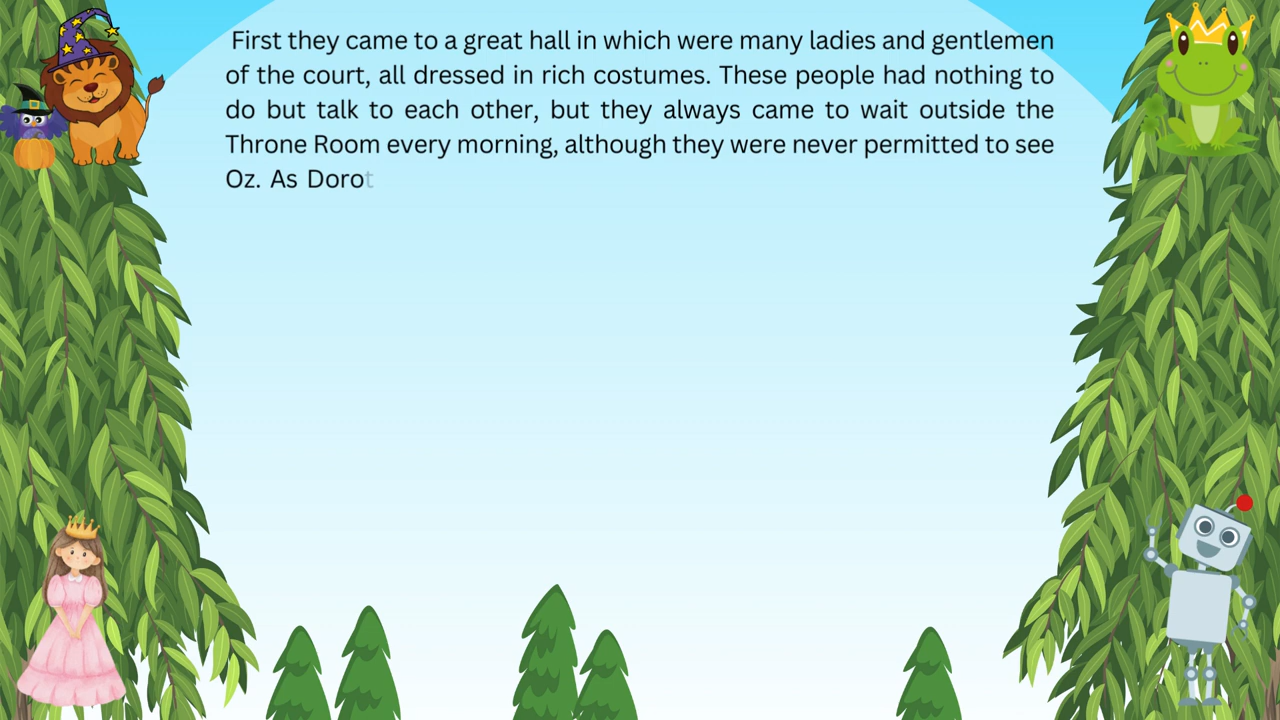 First they came to a great hall in which were many ladies and gentlemen
of the court, all dressed in rich costumes. These people had nothing to
do but talk to each other, but they always came to wait outside the
Throne Room every morning, although they were never permitted to see
Oz. As Dorot